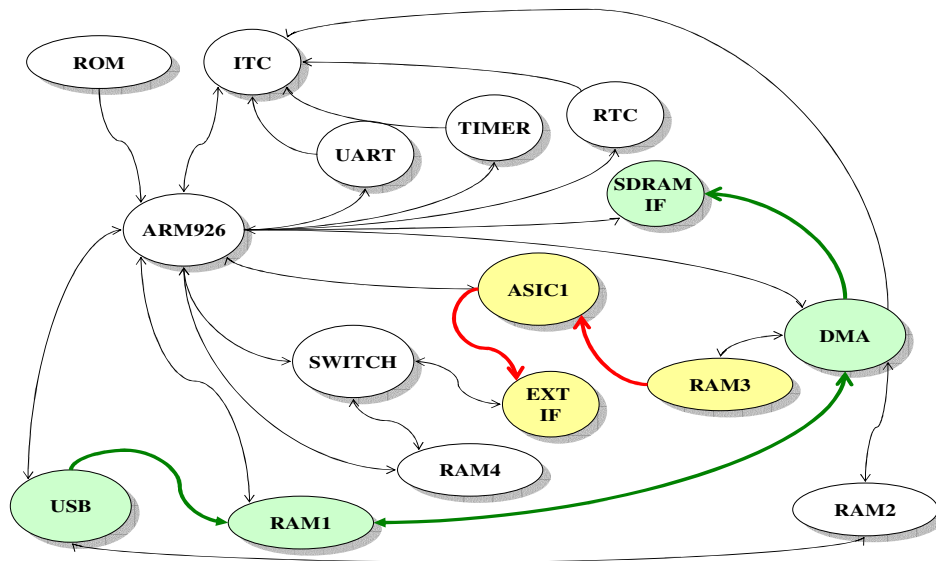 ROM
ITC
UART
TIMER
RTC
SDRAM
IF
ARM926
ASIC1
DMA
SWITCH
EXT
IF
RAM3
RAM4
USB
RAM1
RAM2